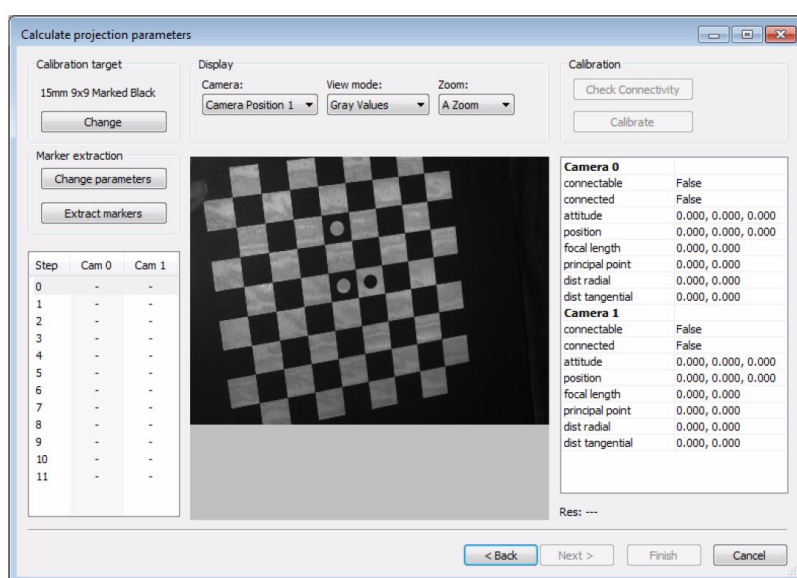 Calculate projection parameters
Calibration target
15mm 9x9 Marked Black
Change
Display
Camera:
View mode:
Zoom:
Camera Position 1
Gray Values
A Zoom
Calibration
Check Connectivity
Calibrate
Marker extraction
Change parameters
Extract markers
Step Cam 0 Cam 1
0 - -
1 - -
2 - -
3 - -
4 - -
5 - -
6 - -
7 - -
8 - -
9 - -
10 - -
11 - -
Camera 0
connectable False
connected False
attitude 0.000, 0.000, 0.000
position 0.000, 0.000, 0.000
focal length 0.000, 0.000
principal point 0.000, 0.000
dist radial 0.000, 0.000
dist tangential 0.000, 0.000
Camera 1
connectable False
connected False
attitude 0.000, 0.000, 0.000
position 0.000, 0.000, 0.000
focal length 0.000, 0.000
principal point 0.000, 0.000
dist radial 0.000, 0.000
dist tangential 0.000, 0.000
Res: ---
< Back
Next >
Finish
Cancel